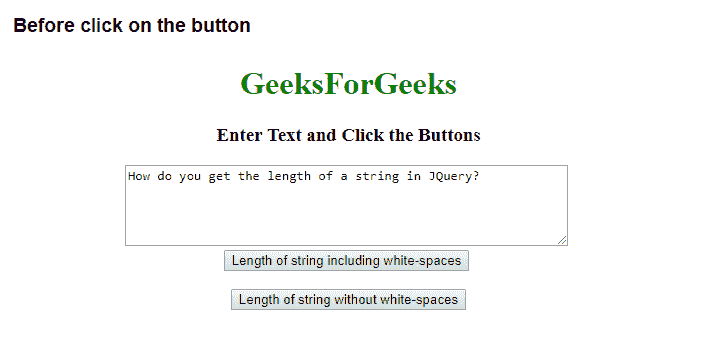 Before click on the button
GeeksForGeeks
Enter Text and Click the Buttons
How do you get the length of a string in JQuery?
Length of string including white-spaces
Length of string without white-spaces